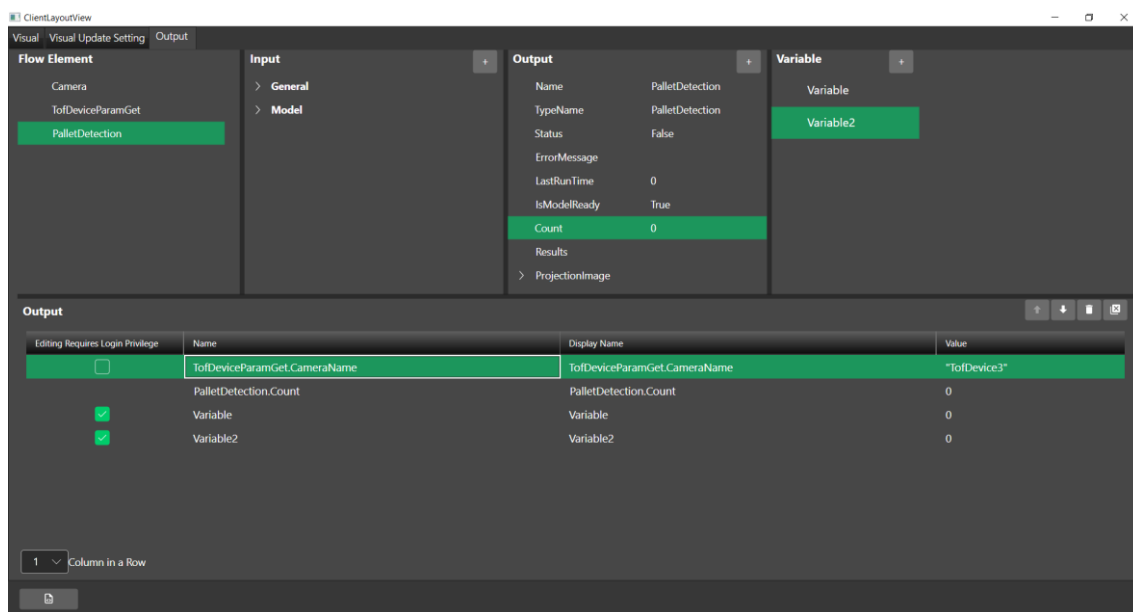 ClientLayoutView
Visual Visual Update Setting Output
Flow Element
Camera
TofDeviceParamGet
PalletDetection
Input
General
Model
Output
Name PalletDetection
TypeName PalletDetection
Status False
ErrorMessage
LastRunTime 0
IsModelReady True
Count 0
Results
ProjectionImage
Variable
Variable
Variable2
Output
Editing Requires Login Privilege Name Display Name Value
TofDeviceParamGet.CameraName TofDeviceParamGet.CameraName "TofDevice3"
PalletDetection.Count PalletDetection.Count 0
Variable Variable 0
Variable2 Variable2 0
1 Column in a Row